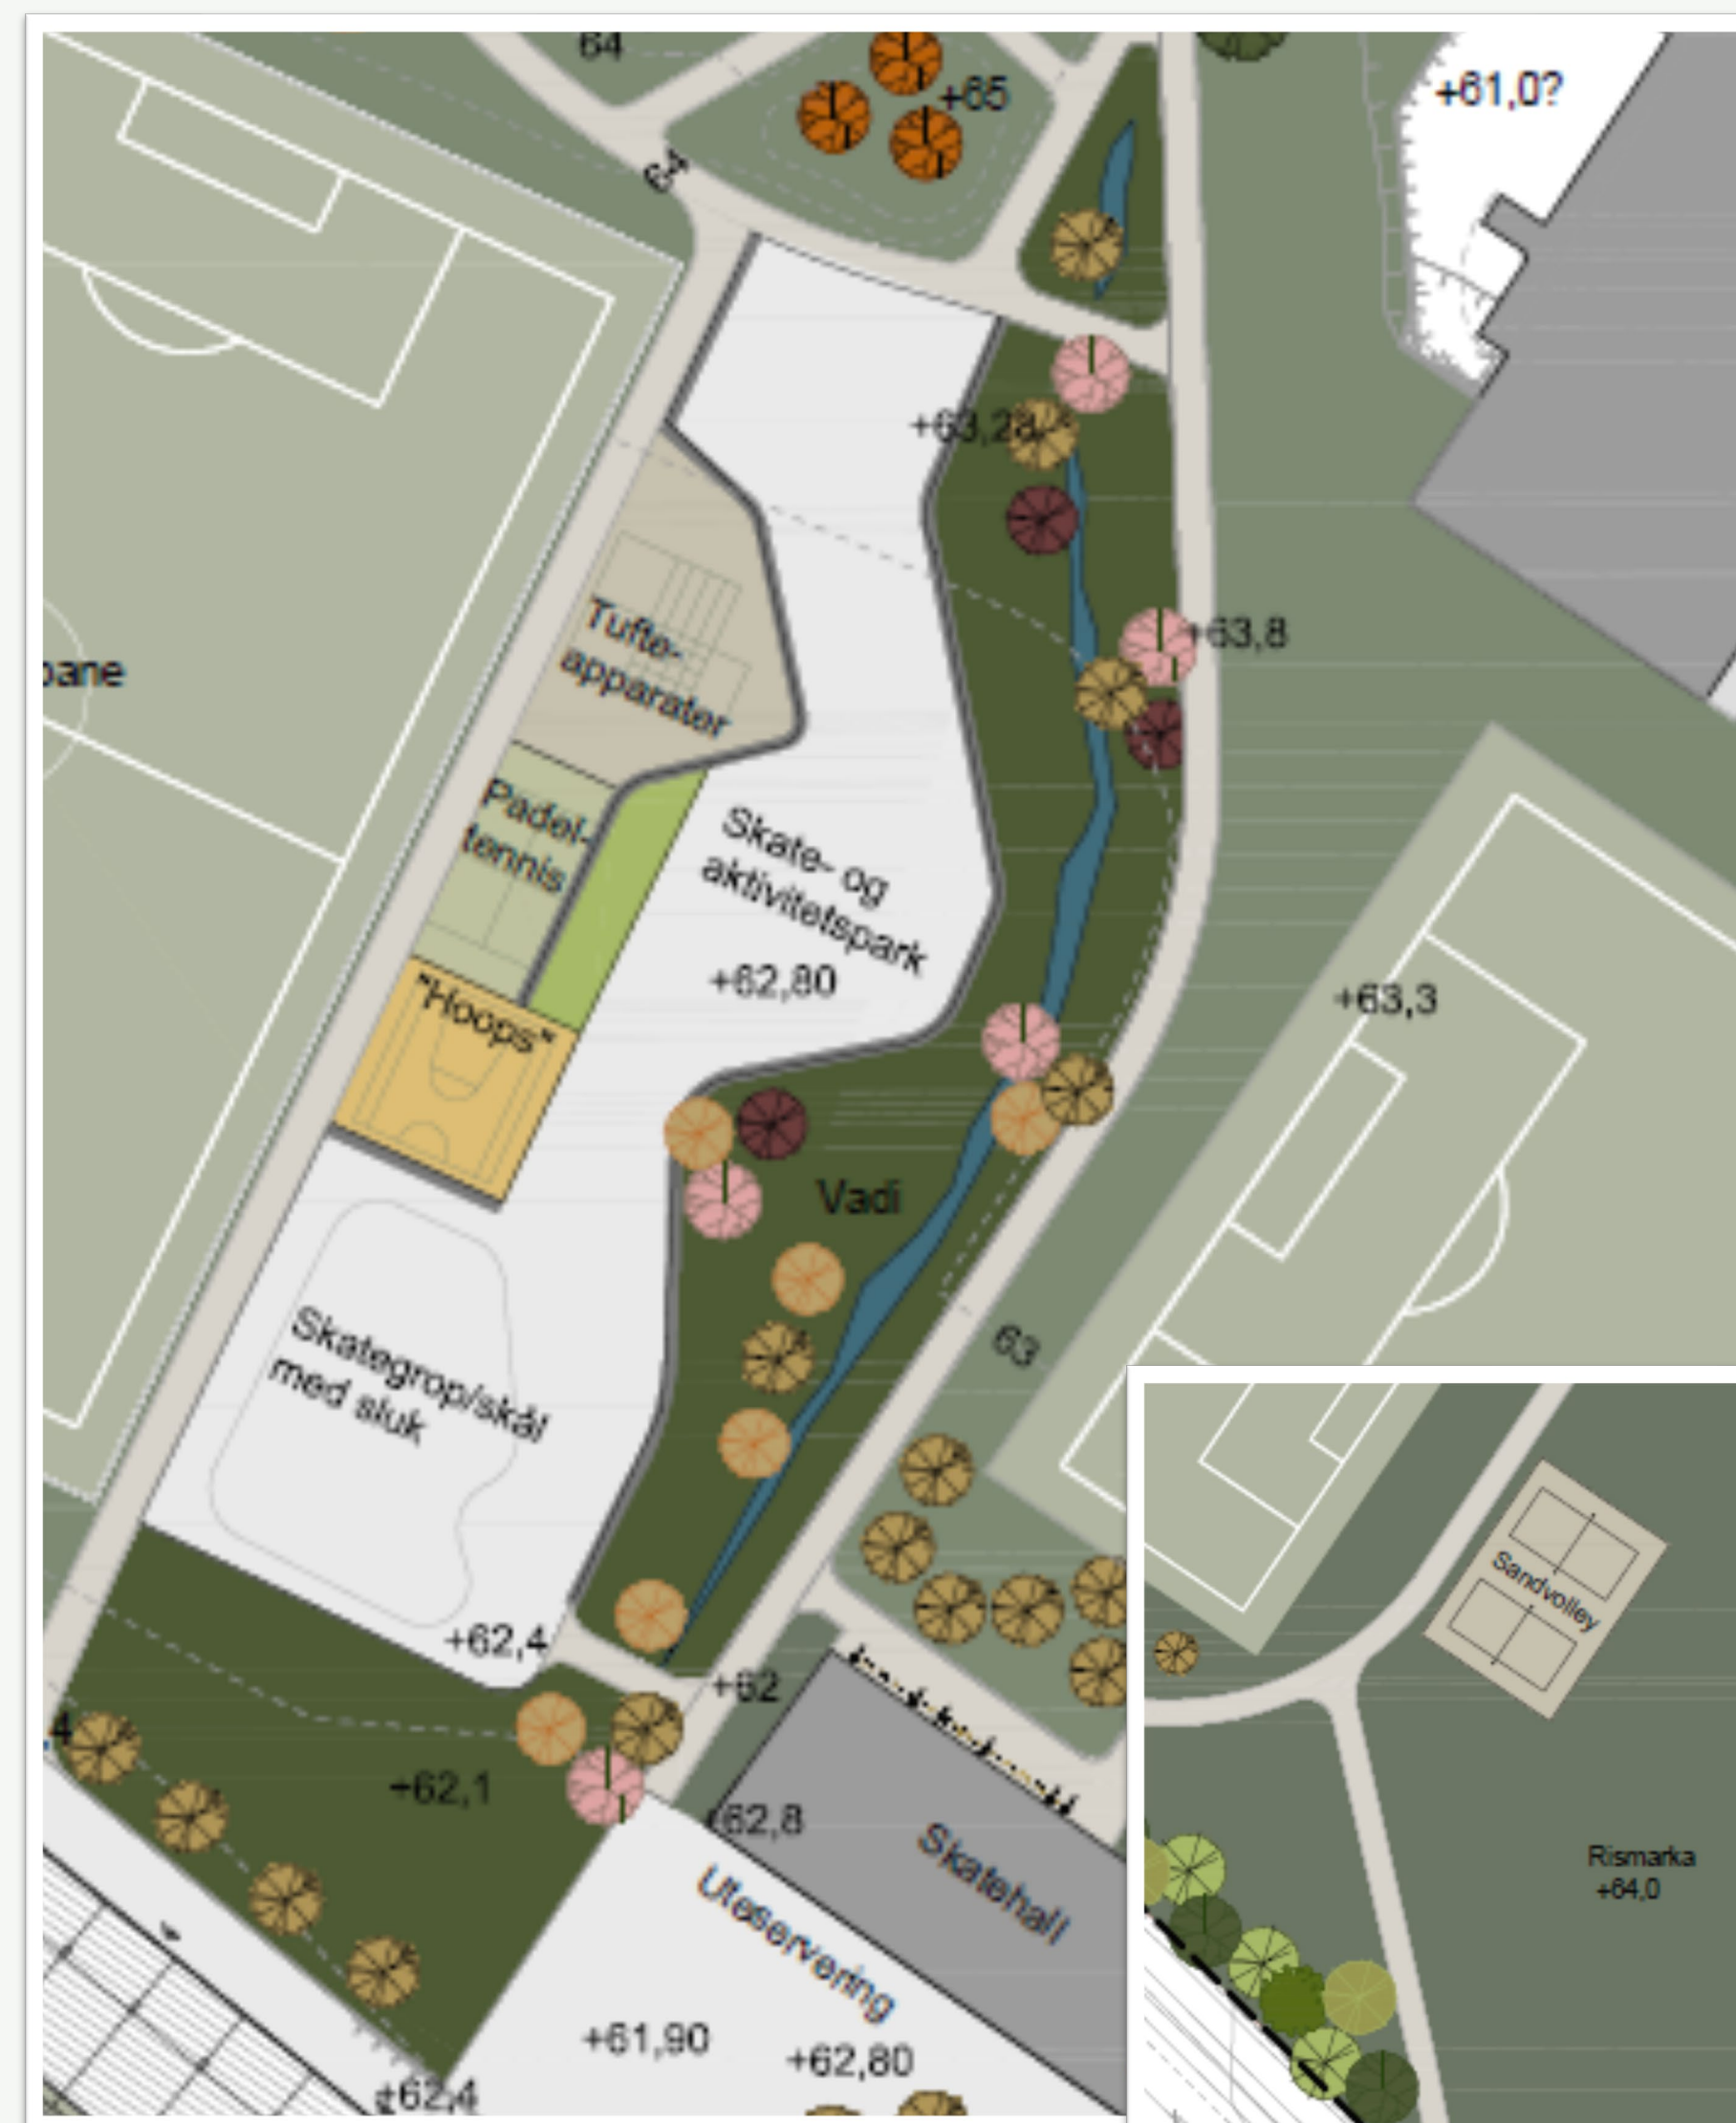 64
+65
+61,0?
64
+63,28
+63,8
bane
Tufte-
apparater
Padel-
tennis
Skate- og
aktivitetspark
+62,80
"Hoops"
+63,3
Vadi
63
Skategrop/skål
med sluk
+62,4
+62
+62,1
+62,8
Skatehall
Uteservering
+61,90
+62,80
+62,4
Sandvolley
Rismarka
+64,0